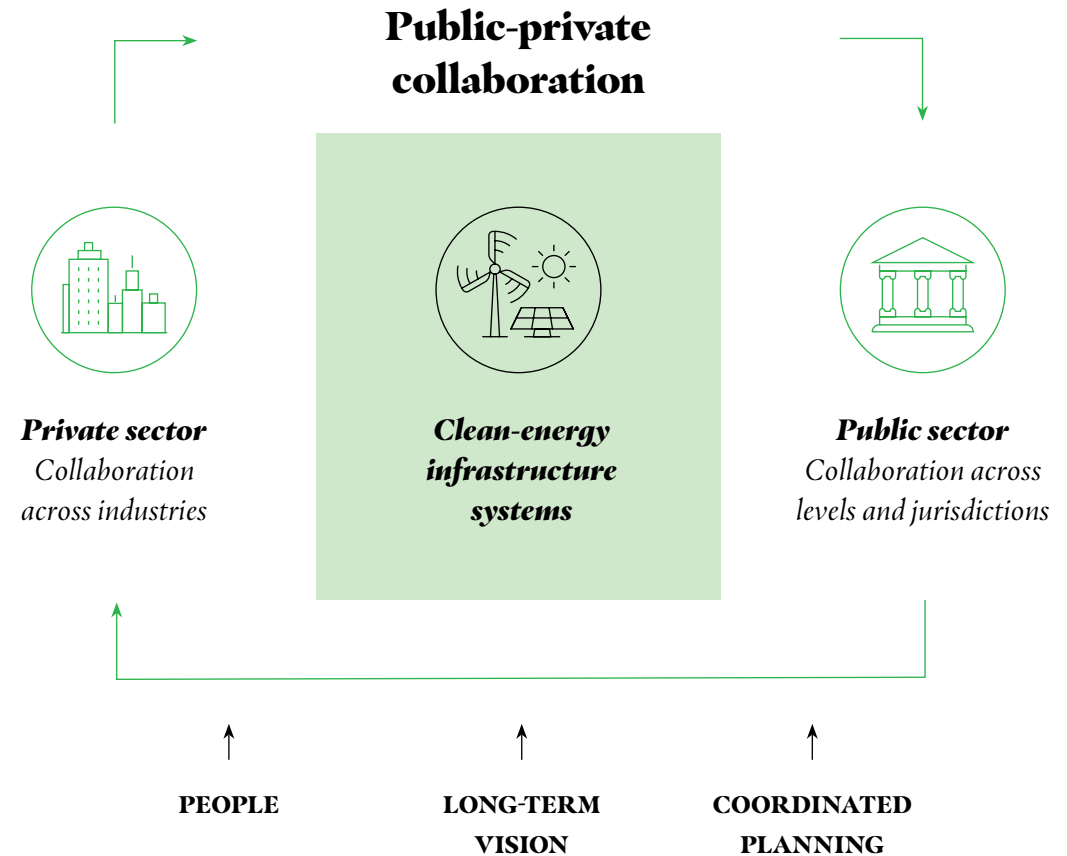 Public-private
collaboration
Private sector
Collaboration
across industries
Clean-energy
infrastructure
systems
Public sector
Collaboration across
levels and jurisdictions
PEOPLE
LONG-TERM
VISION
COORDINATED
PLANNING